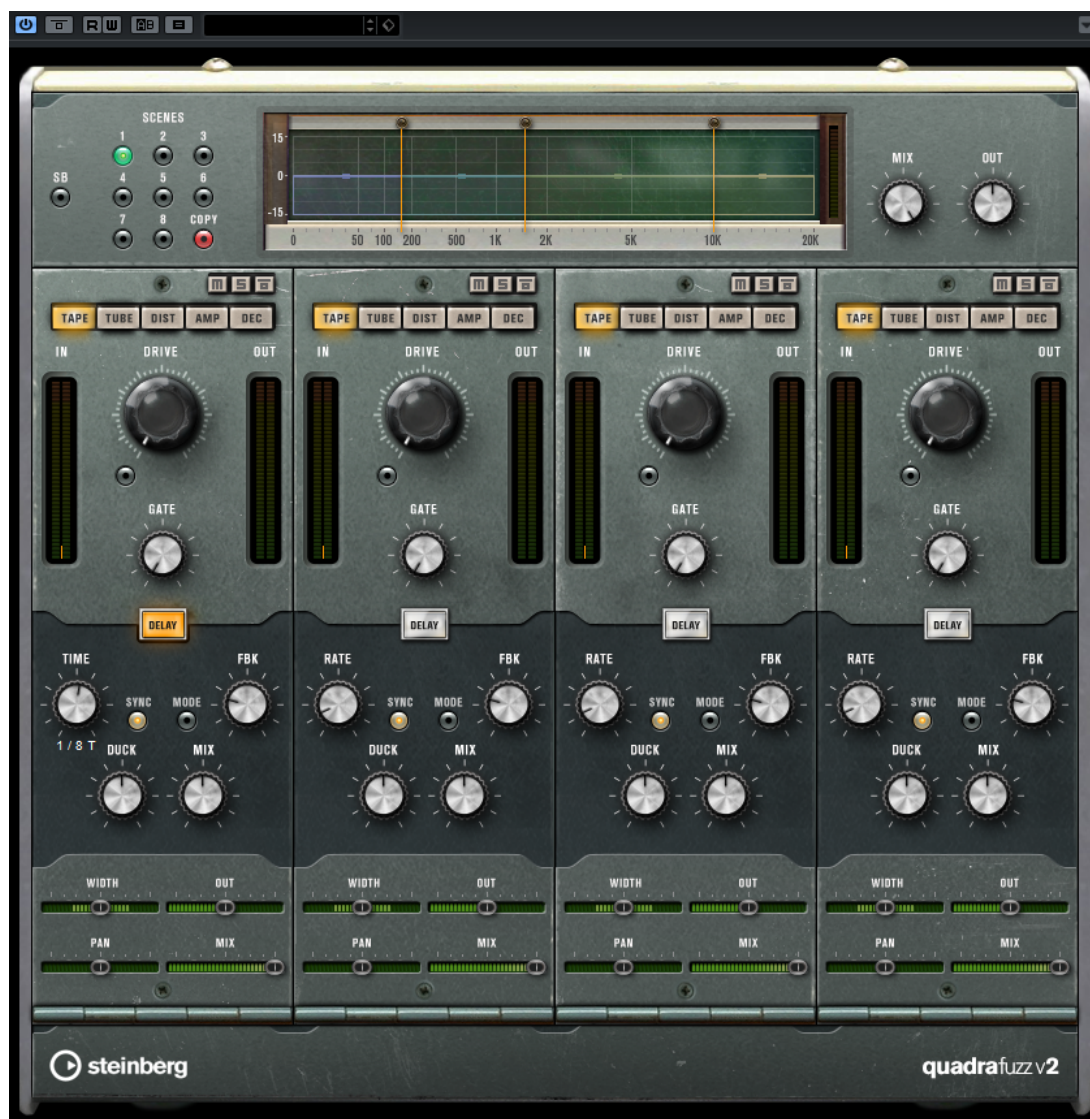 R W AB
SCENES
1 2 3
SB 4 5 6
7 8 COPY
15
0
-15
0 50 100 200 500 1K 2K 5K 10K 20K
MIX OUT
M S M S M S M S
TAPE TUBE DIST AMP DEC TAPE TUBE DIST AMP DEC TAPE TUBE DIST AMP DEC TAPE TUBE DIST AMP DEC
IN DRIVE OUT IN DRIVE OUT IN DRIVE OUT IN DRIVE OUT
GATE GATE GATE GATE
DELAY DELAY DELAY DELAY
TIME FBK RATE FBK RATE FBK RATE FBK
SYNC MODE SYNC MODE SYNC MODE SYNC MODE
1/8 T
DUCK MIX DUCK MIX DUCK MIX DUCK MIX
WIDTH OUT WIDTH OUT WIDTH OUT WIDTH OUT
PAN MIX PAN MIX PAN MIX PAN MIX
steinberg quadrafuzz v2